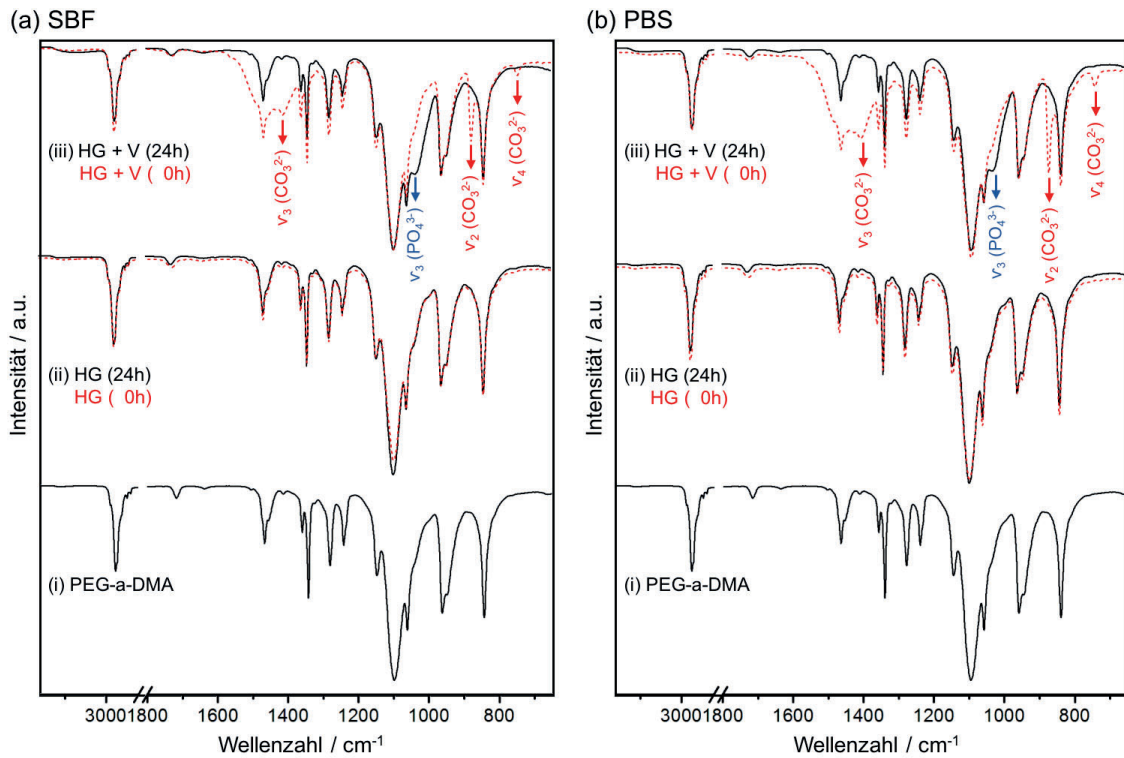 (a) SBF
Intensität / a.u.
(iii) HG + V (24h)
HG + V ( 0h)
ν₃ (CO₃²⁻)
ν₃ (PO₄³⁻)
ν₂ (CO₃²⁻)
ν₄ (CO₃²⁻)
(ii) HG (24h)
HG ( 0h)
(i) PEG-a-DMA
3000 1800 1600 1400 1200 1000 800
Wellenzahl / cm⁻¹
(b) PBS
Intensität / a.u.
(iii) HG + V (24h)
HG + V ( 0h)
ν₃ (CO₃²⁻)
ν₃ (PO₄³⁻)
ν₂ (CO₃²⁻)
ν₄ (CO₃²⁻)
(ii) HG (24h)
HG ( 0h)
(i) PEG-a-DMA
3000 1800 1600 1400 1200 1000 800
Wellenzahl / cm⁻¹